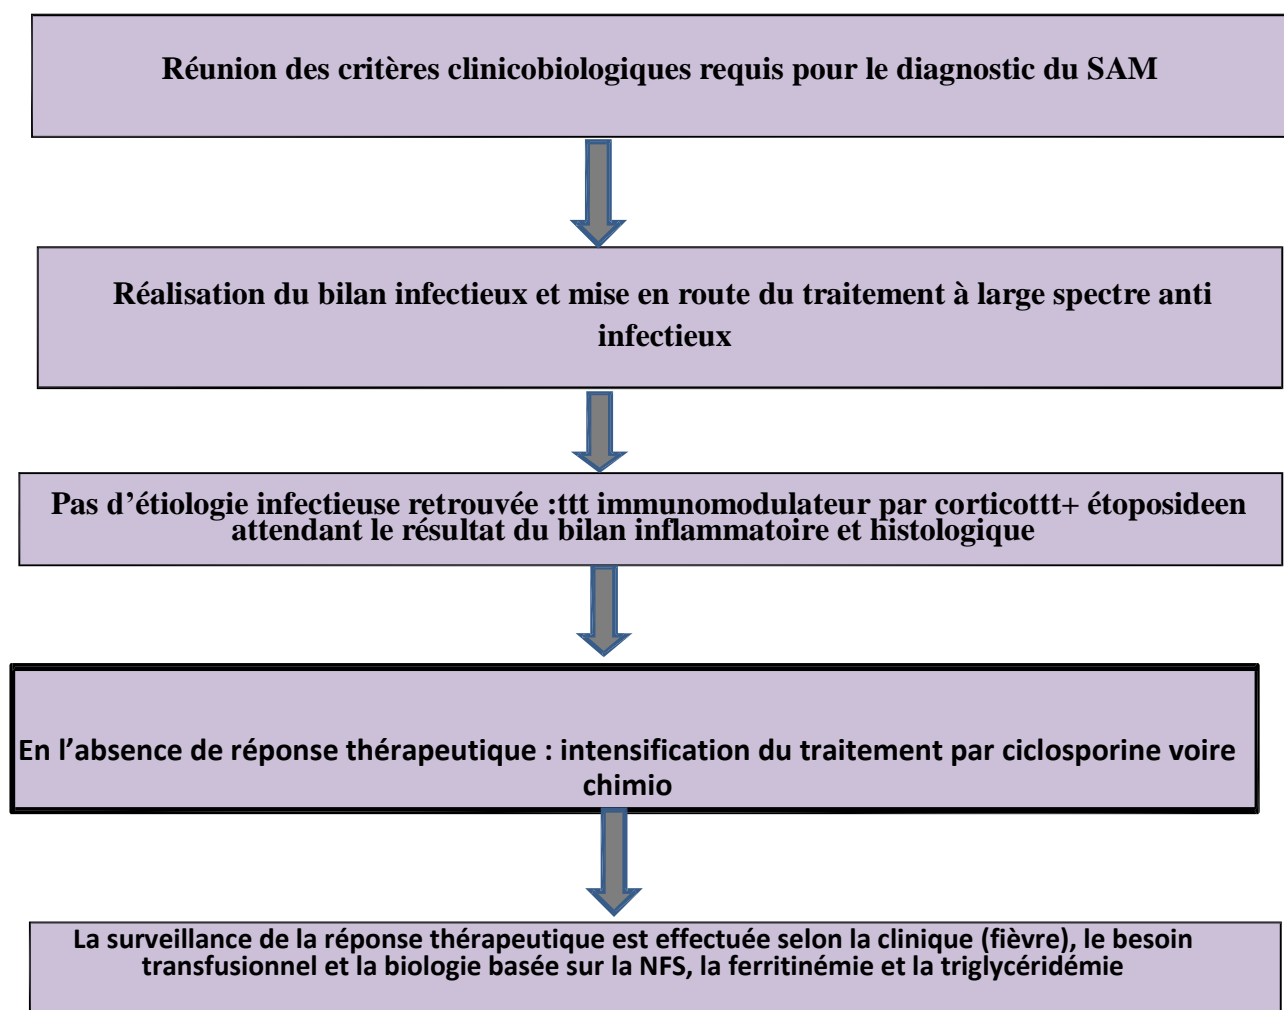 Réunion des critères clinicobiologiques requis pour le diagnostic du SAM
Réalisation du bilan infectieux et mise en route du traitement à large spectre anti
infectieux
Pas d’étiologie infectieuse retrouvée :ttt immunomodulateur par corticottt+ étoposideen
attendant le résultat du bilan inflammatoire et histologique
En l’absence de réponse thérapeutique : intensification du traitement par ciclosporine voire
chimio
La surveillance de la réponse thérapeutique est effectuée selon la clinique (fièvre), le besoin
transfusionnel et la biologie basée sur la NFS, la ferritinémie et la triglycéridémie